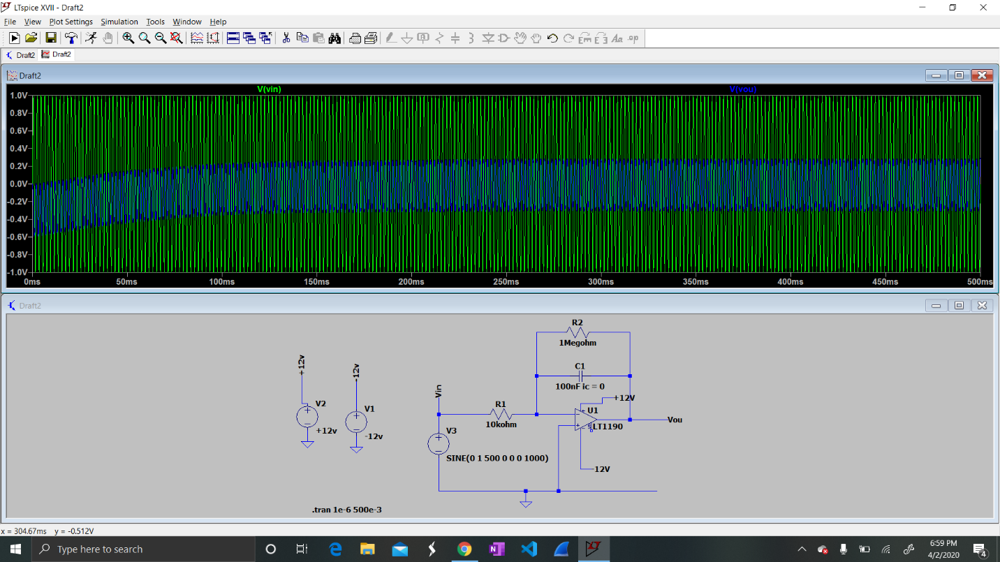 LTspice XVII - Draft2
File View Plot Settings Simulation Tools Window Help
Draft2 Draft2
Draft2
V(vin) V(vou)
1.0V
0.8V
0.6V
0.4V
0.2V
0.0V
-0.2V
-0.4V
-0.6V
-0.8V
-1.0V
0ms 50ms 100ms 150ms 200ms 250ms 300ms 350ms 400ms 450ms 500ms
Draft2
R2
1Megohm
C1
100nF ic = 0
+12v
-12v
V2
+12v
V1
-12v
Vin
R1
10kohm
V3
SINE(0 1 500 0 0 0 1000)
+12V
U1
LT1190
Vou
12V
.tran 1e-6 500e-3
x = 304.67ms y = -0.512V
Type here to search
6:59 PM
4/2/2020
4